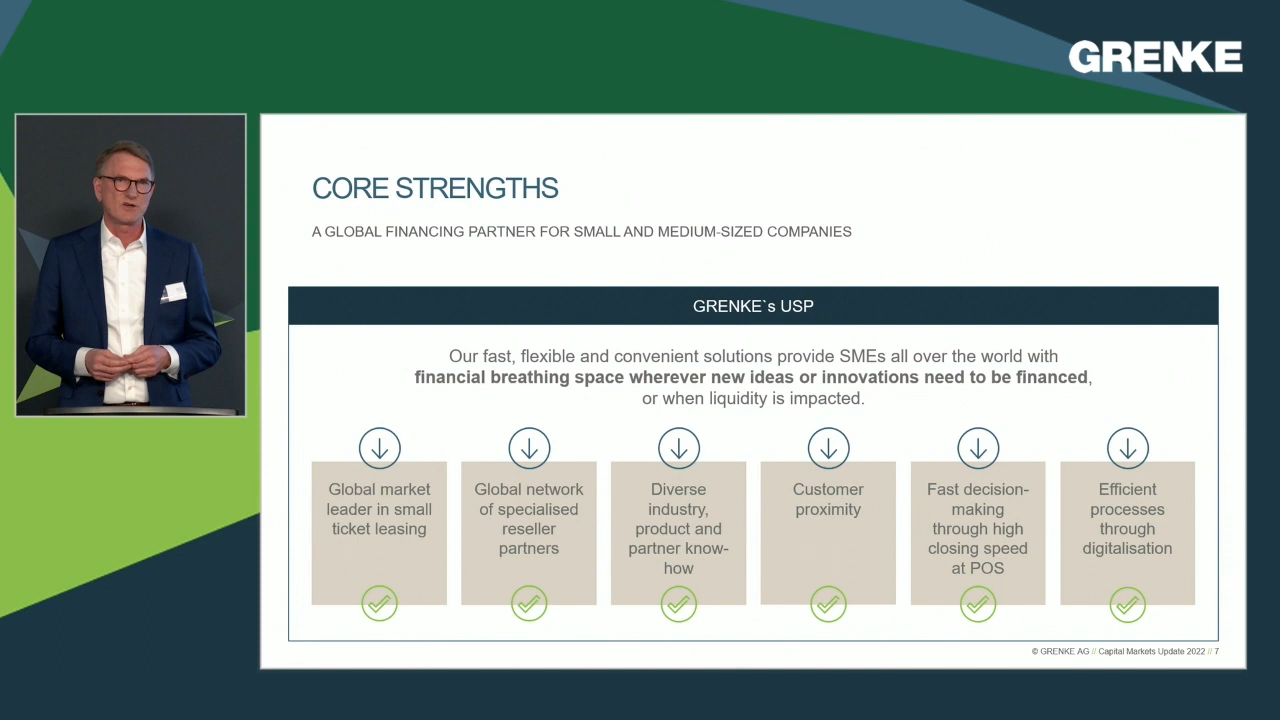 GRENKE
CORE STRENGTHS
A GLOBAL FINANCING PARTNER FOR SMALL AND MEDIUM-SIZED COMPANIES
GRENKE`s USP
Our fast, flexible and convenient solutions provide SMEs all over the world with
financial breathing space wherever new ideas or innovations need to be financed,
or when liquidity is impacted.
Global market
leader in small
ticket leasing
Global network
of specialised
reseller
partners
Diverse
industry,
product and
partner know-
how
Customer
proximity
Fast decision-
making
through high
closing speed
at POS
Efficient
processes
through
digitalisation
© GRENKE AG // Capital Markets Update 2022 // 7